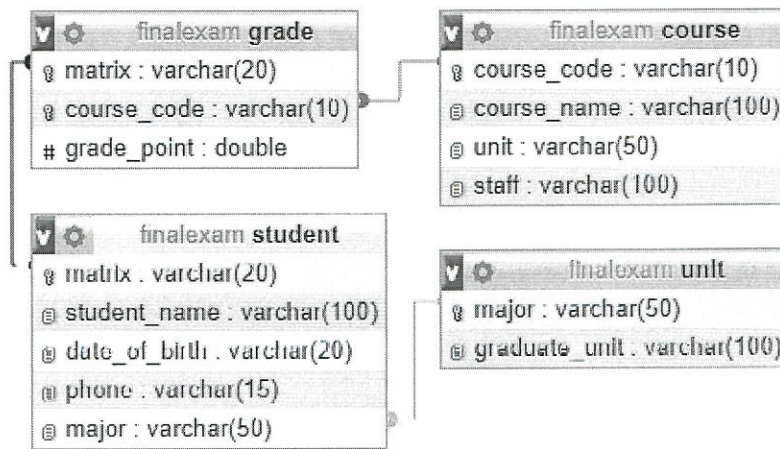 finalexam grade
matrix : varchar(20)
course_code : varchar(10)
# grade_point : double
finalexam course
course_code : varchar(10)
course_name : varchar(100)
unit : varchar(50)
staff : varchar(100)
finalexam student
matrix : varchar(20)
student_name : varchar(100)
date_of_birth : varchar(20)
phone : varchar(15)
major : varchar(50)
finalexam unit
major : varchar(50)
graduate_unit : varchar(100)